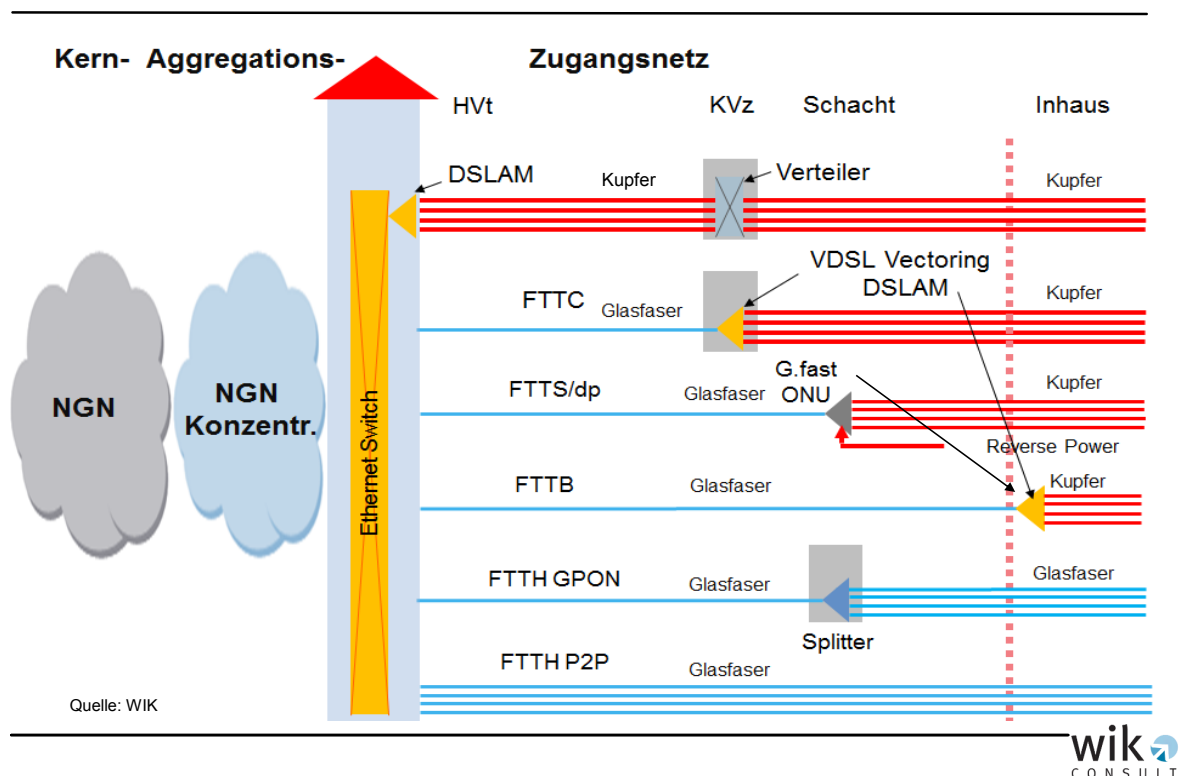 Kern- Aggregations- Zugangsnetz
HVt KVz Schacht Inhaus
DSLAM Kupfer Verteiler Kupfer
VDSL Vectoring
DSLAM
FTTC Glasfaser Kupfer
G.fast
ONU
FTTS/dp Glasfaser Kupfer
Reverse Power
NGN
NGN
Konzentr.
Ethernet Switch
FTTB Glasfaser Kupfer
FTTH GPON Glasfaser Glasfaser
Splitter
FTTH P2P Glasfaser
Quelle: WIK
wik
CONSULT